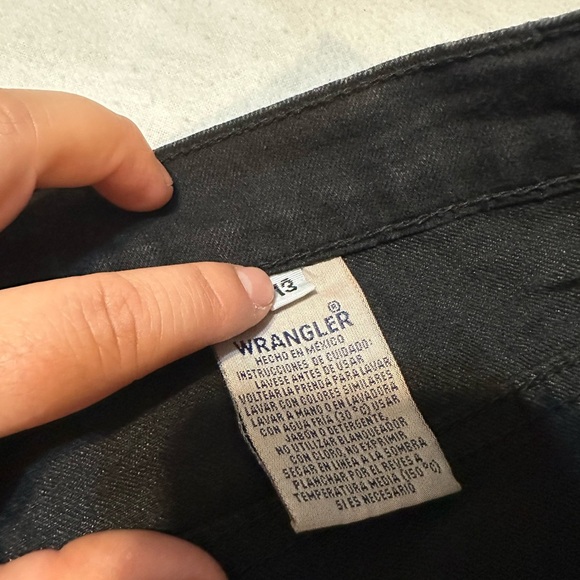 13
WRANGLER®
HECHO EN MÉXICO
INSTRUCCIONES DE CUIDADO:
LAVESE ANTES DE USAR
VOLTEAR LA PRENDA PARA LAVAR
LAVAR CON COLORES SIMILARES
LAVAR A MANO O EN LAVADORA
CON AGUA FRÍA (30 °C) USAR
JABÓN O DETERGENTE,
NO UTILIZAR BLANQUEADOR
CON CLORO, NO EXPRIMIR
SECAR EN LINEA A LA SOMBRA
PLANCHAR POR EL REVES A
TEMPERATURA MEDIA (150 °C)
SI ES NECESARIO